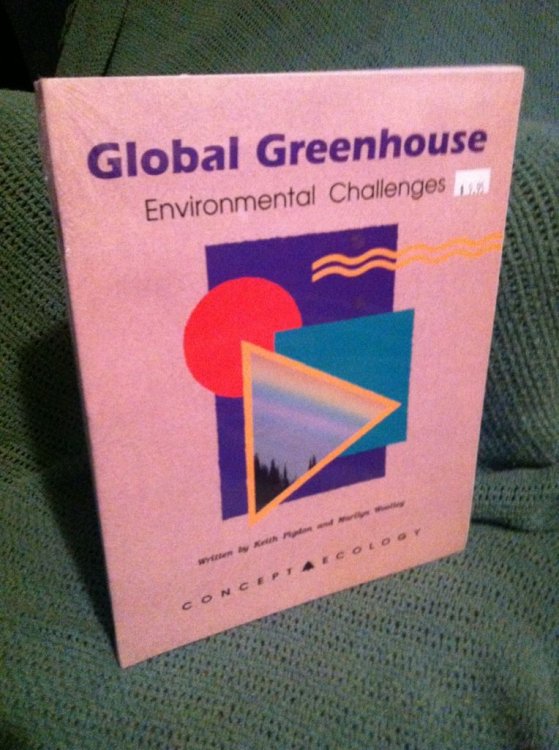 Global Greenhouse
Environmental Challenges
Written by Keith Pigdon and Marilyn Woolley
CONCEPT ECOLOGY